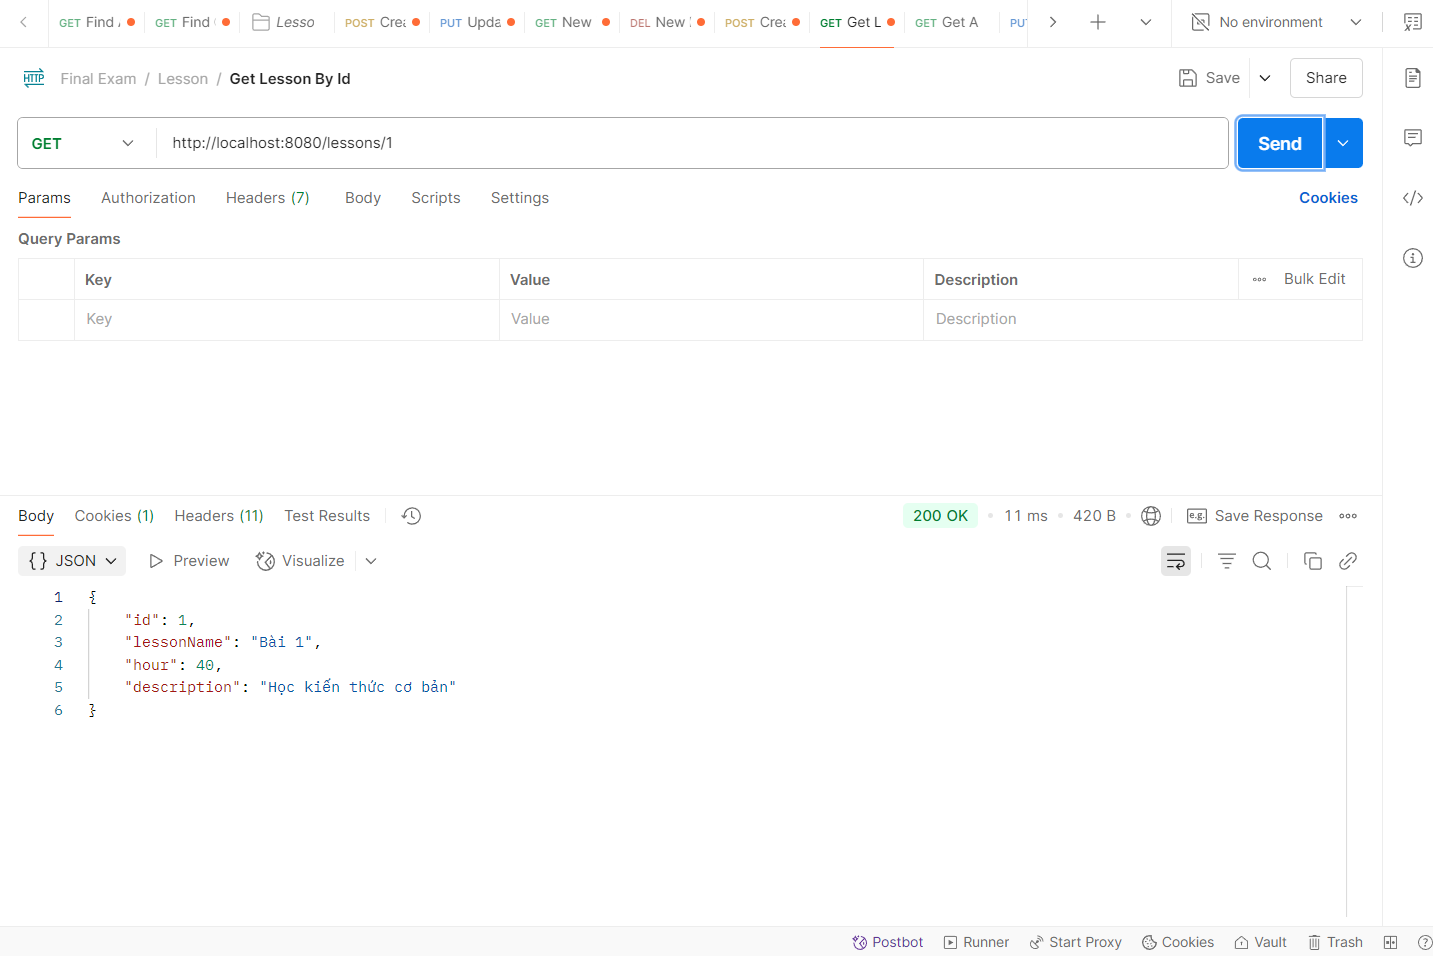 GET Find A GET Find ( Lesso POST Crea PUT Upda GET New DEL New POST Crea GET Get L GET Get A PU No environment
HTTP Final Exam / Lesson / Get Lesson By Id Save Share
GET http://localhost:8080/lessons/1 Send
Params Authorization Headers (7) Body Scripts Settings Cookies
Query Params
Key Value Description Bulk Edit
Key Value Description
Body Cookies (1) Headers (11) Test Results 200 OK 11 ms 420 B e.g. Save Response
{} JSON Preview Visualize
1 {
2 "id": 1,
3 "lessonName": "Bài 1",
4 "hour": 40,
5 "description": "Học kiến thức cơ bản"
6 }
Postbot Runner Start Proxy Cookies Vault Trash